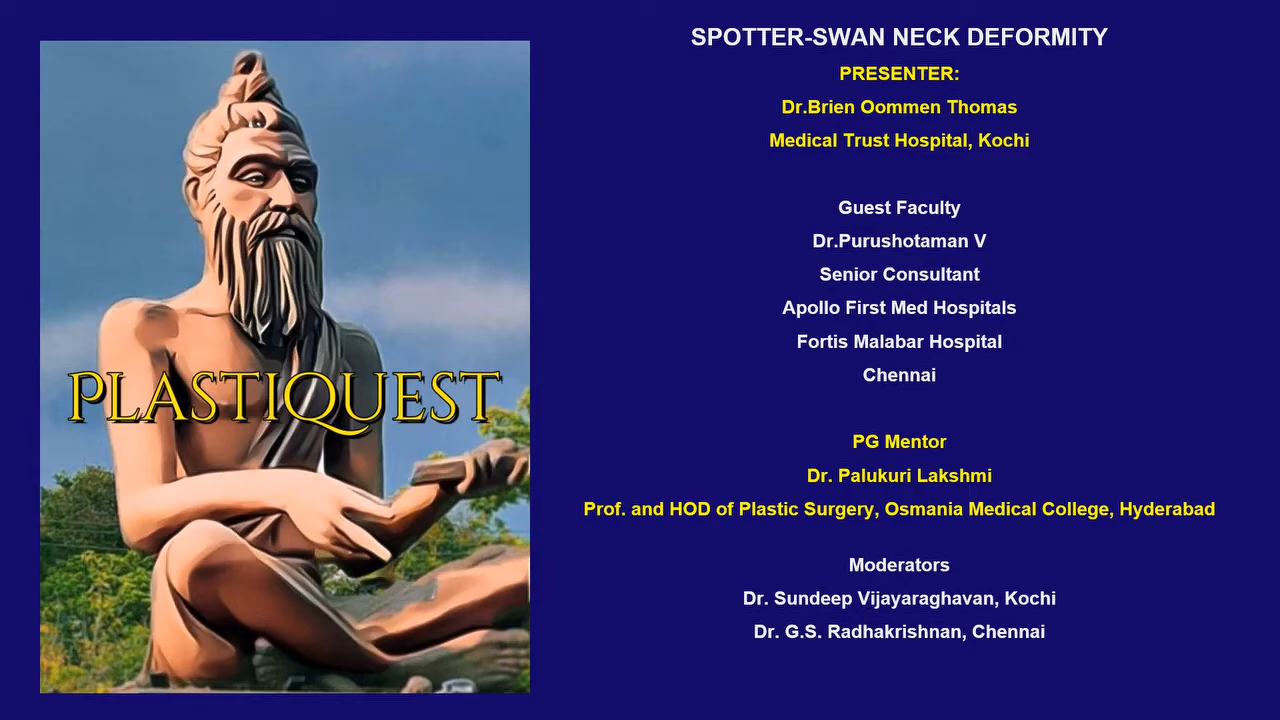 PLASTIQUEST
SPOTTER-SWAN NECK DEFORMITY
PRESENTER:
Dr.Brien Oommen Thomas
Medical Trust Hospital, Kochi
Guest Faculty
Dr.Purushotaman V
Senior Consultant
Apollo First Med Hospitals
Fortis Malabar Hospital
Chennai
PG Mentor
Dr. Palukuri Lakshmi
Prof. and HOD of Plastic Surgery, Osmania Medical College, Hyderabad
Moderators
Dr. Sundeep Vijayaraghavan, Kochi
Dr. G.S. Radhakrishnan, Chennai